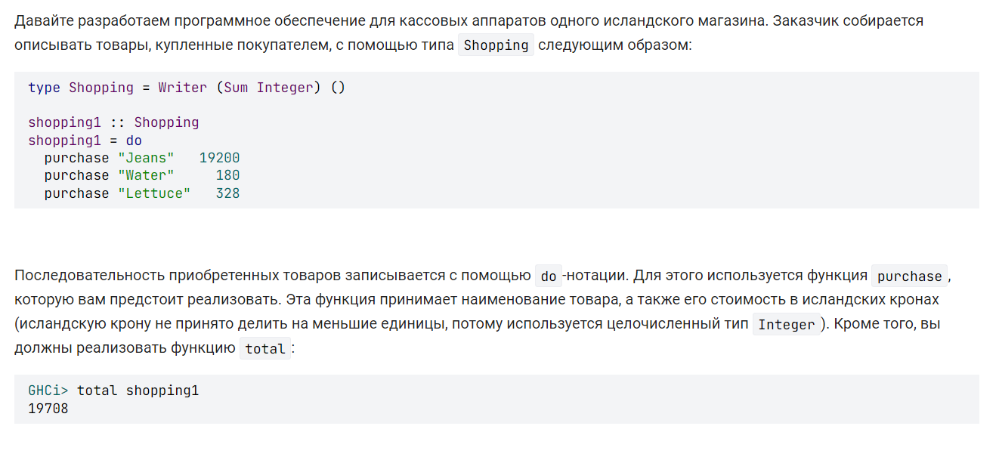 Давайте разработаем программное обеспечение для кассовых аппаратов одного исландского магазина. Заказчик собирается
описывать товары, купленные покупателем, с помощью типа Shopping следующим образом:
type Shopping = Writer (Sum Integer) ()
shopping1 :: Shopping
shopping1 = do
  purchase "Jeans"   19200
  purchase "Water"     180
  purchase "Lettuce"   328
Последовательность приобретенных товаров записывается с помощью do -нотации. Для этого используется функция purchase ,
которую вам предстоит реализовать. Эта функция принимает наименование товара, а также его стоимость в исландских кронах
(исландскую крону не принято делить на меньшие единицы, потому используется целочисленный тип Integer ). Кроме того, вы
должны реализовать функцию total :
GHCi> total shopping1
19708